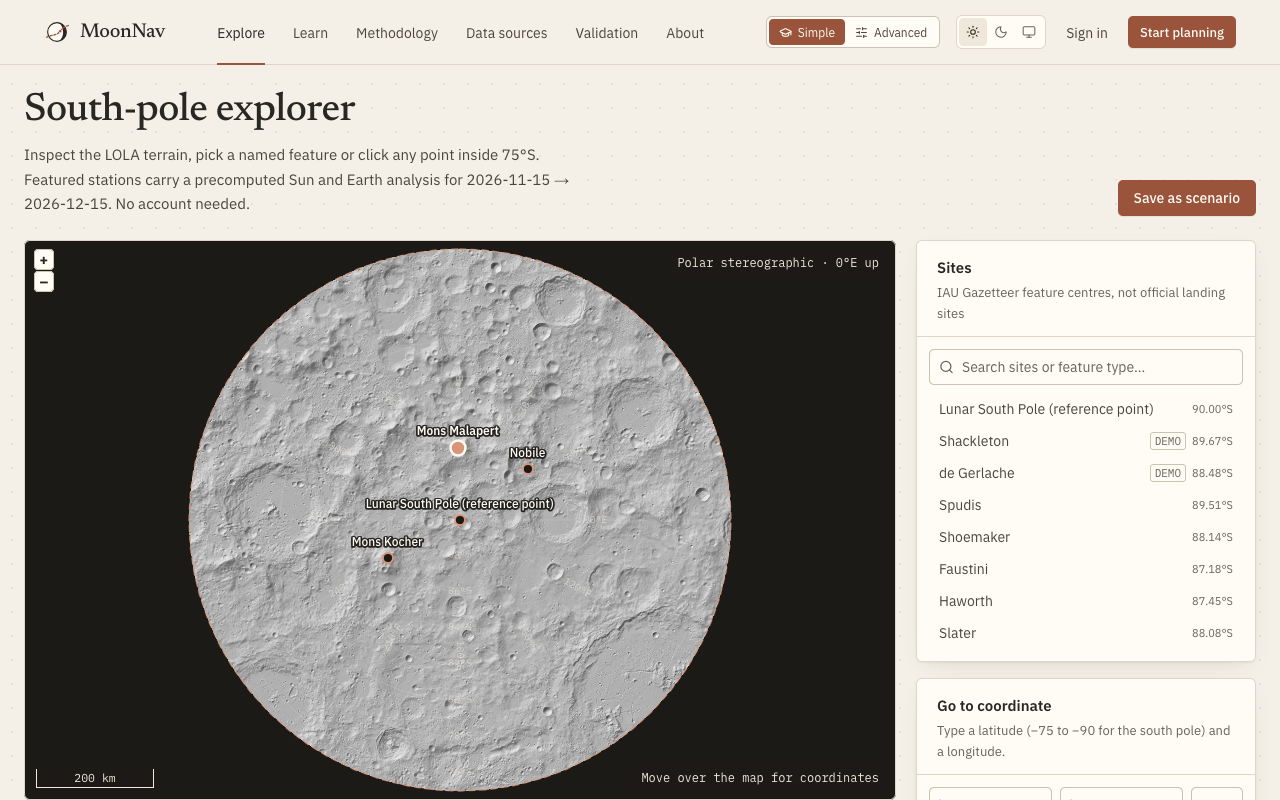 MoonNav
Explore
Learn
Methodology
Data sources
Validation
About
Simple
Advanced
Sign in
Start planning
South-pole explorer
Inspect the LOLA terrain, pick a named feature or click any point inside 75°S.
Featured stations carry a precomputed Sun and Earth analysis for 2026-11-15 →
2026-12-15. No account needed.
Save as scenario
+
−
Polar stereographic · 0°E up
Mons Malapert
Nobile
Lunar South Pole (reference point)
Mons Kocher
200 km
Move over the map for coordinates
Sites
IAU Gazetteer feature centres, not official landing
sites
Search sites or feature type…
Lunar South Pole (reference point) 90.00°S
Shackleton DEMO 89.67°S
de Gerlache DEMO 88.48°S
Spudis 89.51°S
Shoemaker 88.14°S
Faustini 87.18°S
Haworth 87.45°S
Slater 88.08°S
Go to coordinate
Type a latitude (−75 to −90 for the south pole) and
a longitude.